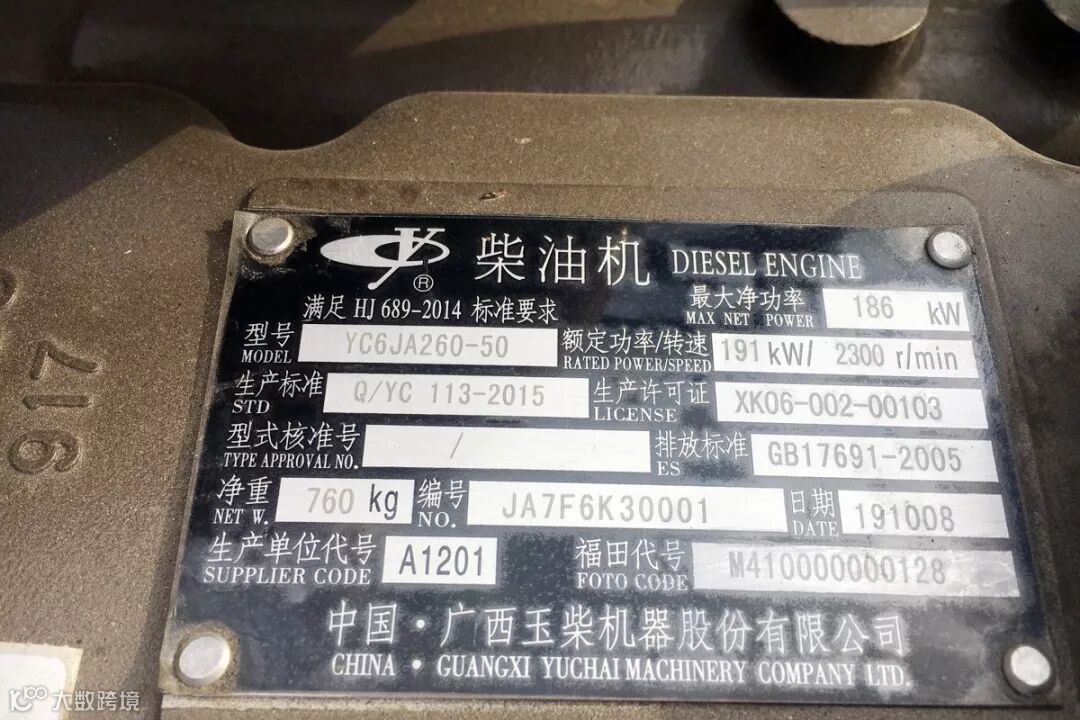 柴油机 DIESEL ENGINE
满足 HJ 689-2014 标准要求
最大净功率 186 kW
MAX NET POWER
型号 YC6JA260-50 额定功率/转速 191 kW/ 2300 r/min
MODEL RATED POWER/SPEED
生产标准 Q/YC 113-2015 生产许可证 XK06-002-00103
STD LICENSE
型式核准号 / 排放标准 GB17691-2005
TYPE APPROVAL NO. ES
净重 760 kg 编号 JA7F6K30001 日期 191008
NET W. NO. DATE
生产单位代号 A1201 福田代号 M410000000128
SUPPLIER CODE FOTO CODE
中国·广西玉柴机器股份有限公司
CHINA · GUANGXI YUCHAI MACHINERY COMPANY LTD.
917
大数跨境